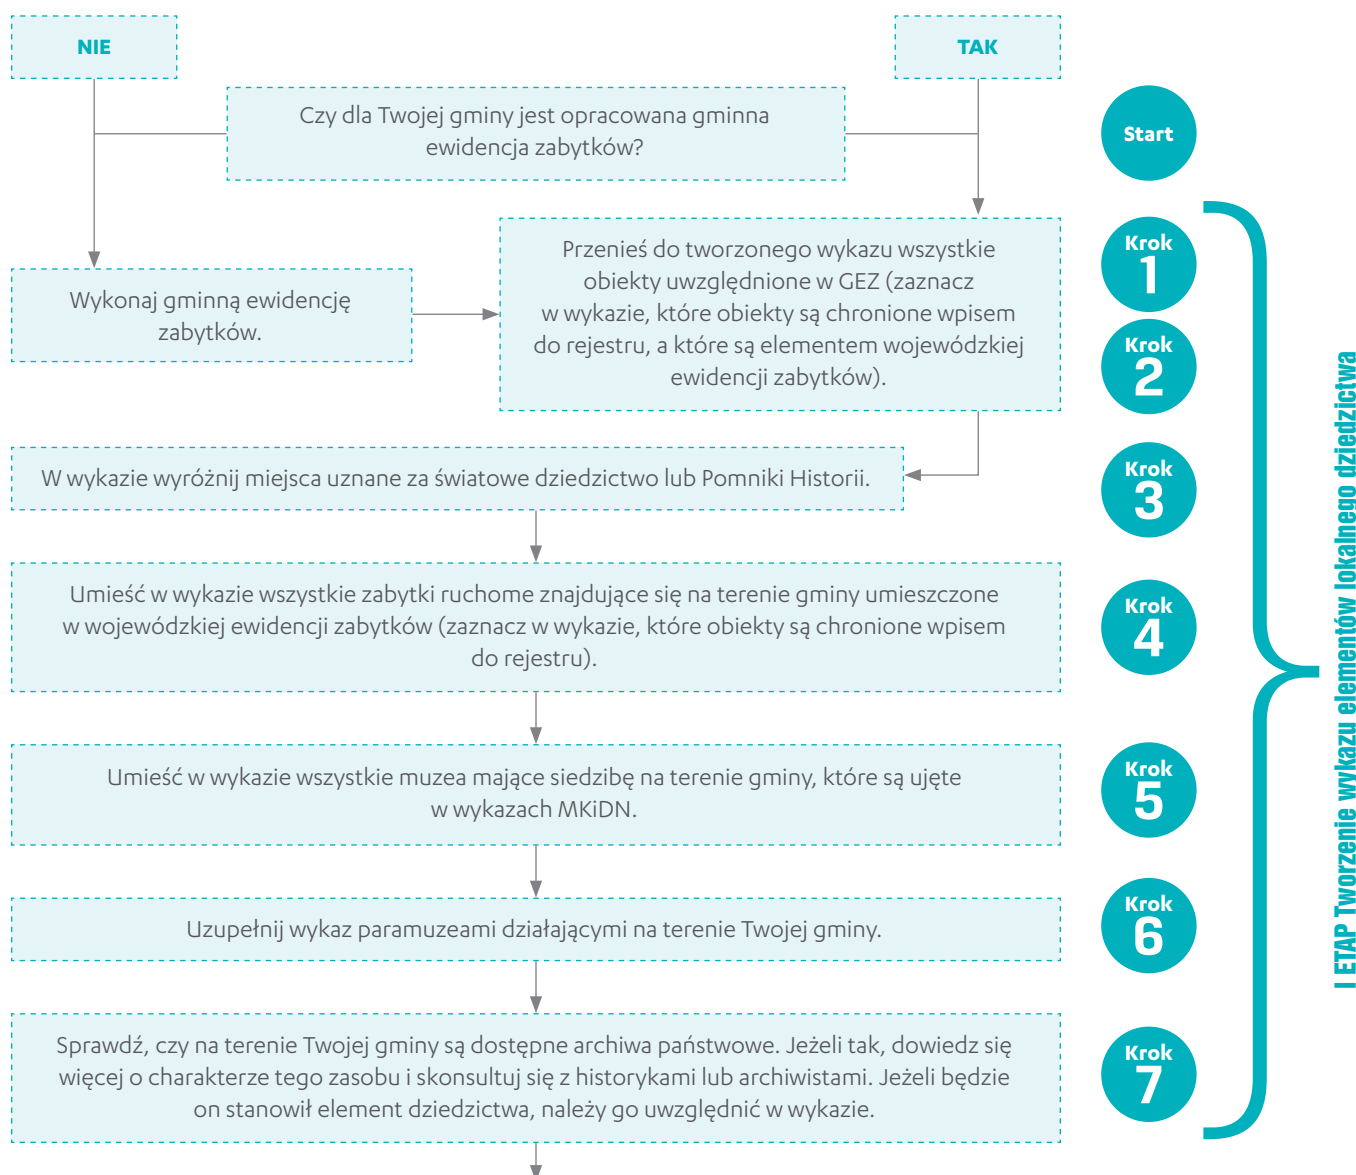 NIE
TAK
Czy dla Twojej gminy jest opracowana gminna
ewidencja zabytków?
Start
Przenieś do tworzonego wykazu wszystkie
obiekty uwzględnione w GEZ (zaznacz
w wykazie, które obiekty są chronione wpisem
do rejestru, a które są elementem wojewódzkiej
ewidencji zabytków).
Wykonaj gminną ewidencję
zabytków.
Krok
1
Krok
2
W wykazie wyróżnij miejsca uznane za światowe dziedzictwo lub Pomniki Historii.
Krok
3
Umieść w wykazie wszystkie zabytki ruchome znajdujące się na terenie gminy umieszczone
w wojewódzkiej ewidencji zabytków (zaznacz w wykazie, które obiekty są chronione wpisem
do rejestru).
Krok
4
Umieść w wykazie wszystkie muzea mające siedzibę na terenie gminy, które są ujęte
w wykazach MKiDN.
Krok
5
Uzupełnij wykaz paramuzeami działającymi na terenie Twojej gminy.
Krok
6
Sprawdź, czy na terenie Twojej gminy są dostępne archiwa państwowe. Jeżeli tak, dowiedz się
więcej o charakterze tego zasobu i skonsultuj się z historykami lub archiwistami. Jeżeli będzie
on stanowił element dziedzictwa, należy go uwzględnić w wykazie.
Krok
7
I ETAP Tworzenie wykazu elementów lokalnego dziedzictwa